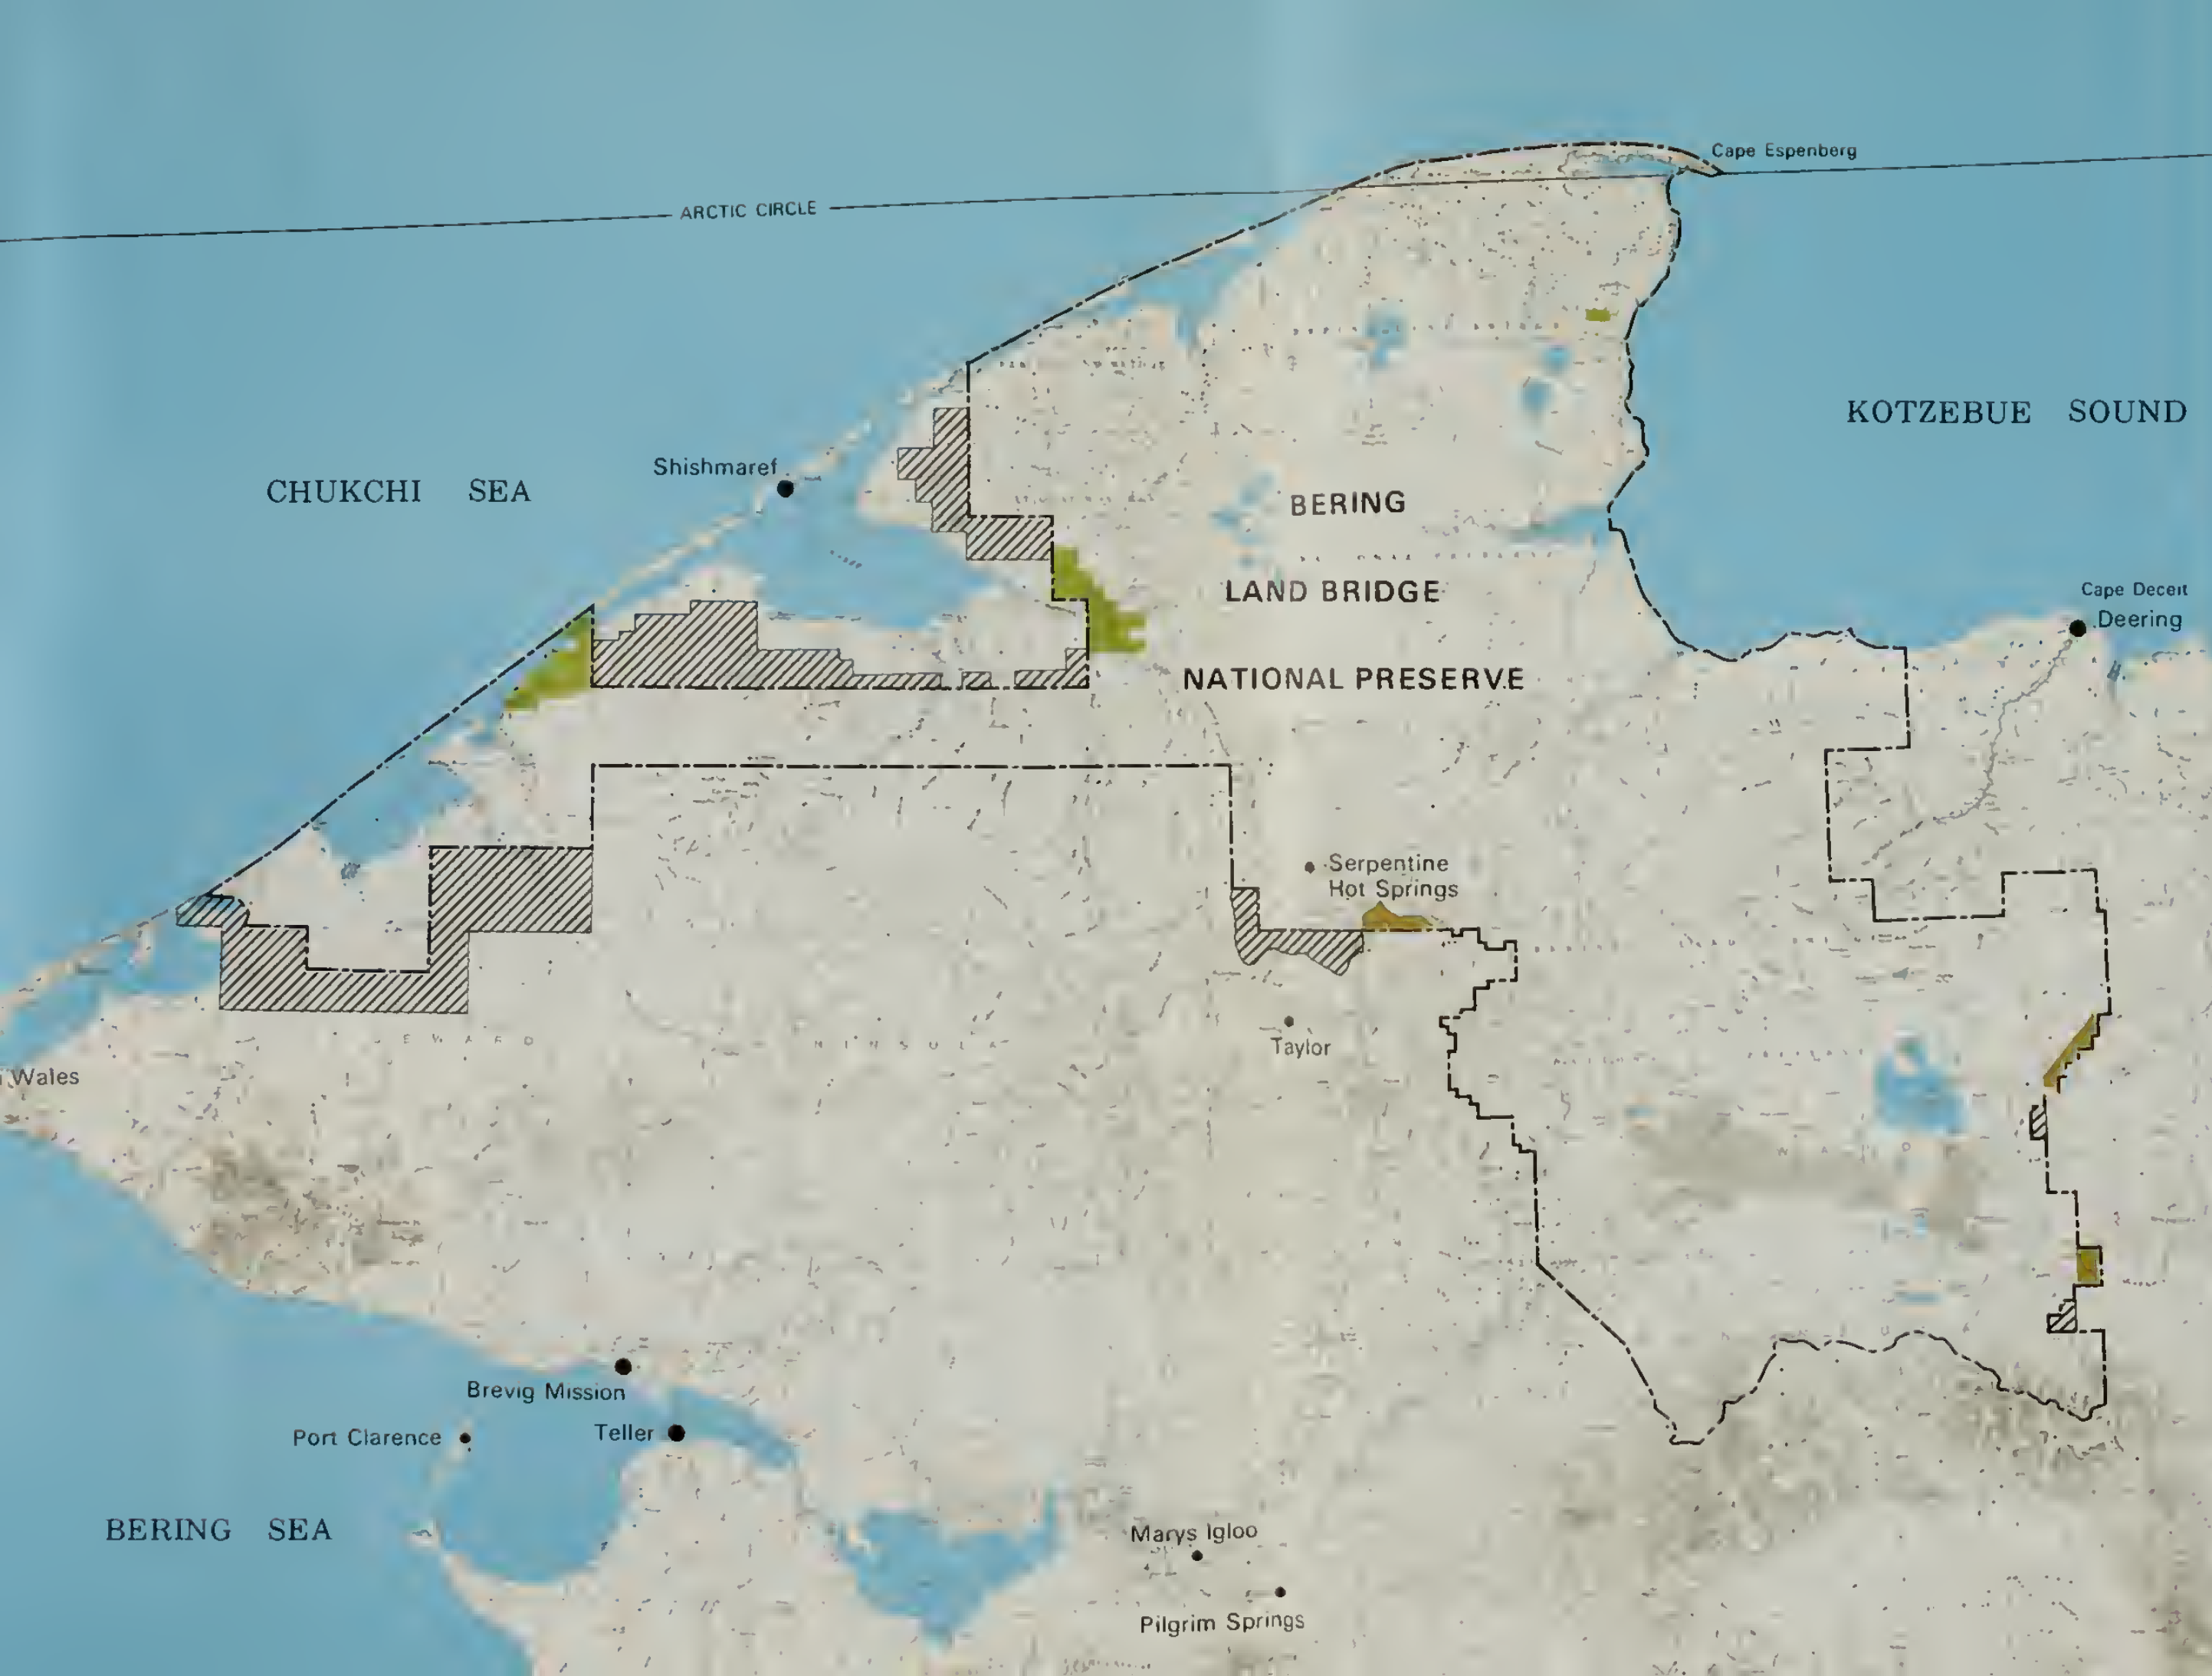 Cape Espenberg
ARCTIC CIRCLE
KOTZEBUE SOUND
Shishmaref
CHUKCHI SEA
BERING
LAND BRIDGE
NATIONAL PRESERVE
Cape Deceit
Deering
Serpentine
Hot Springs
Taylor
Wales
Brevig Mission
Port Clarence
Teller
BERING SEA
Marys Igloo
Pilgrim Springs